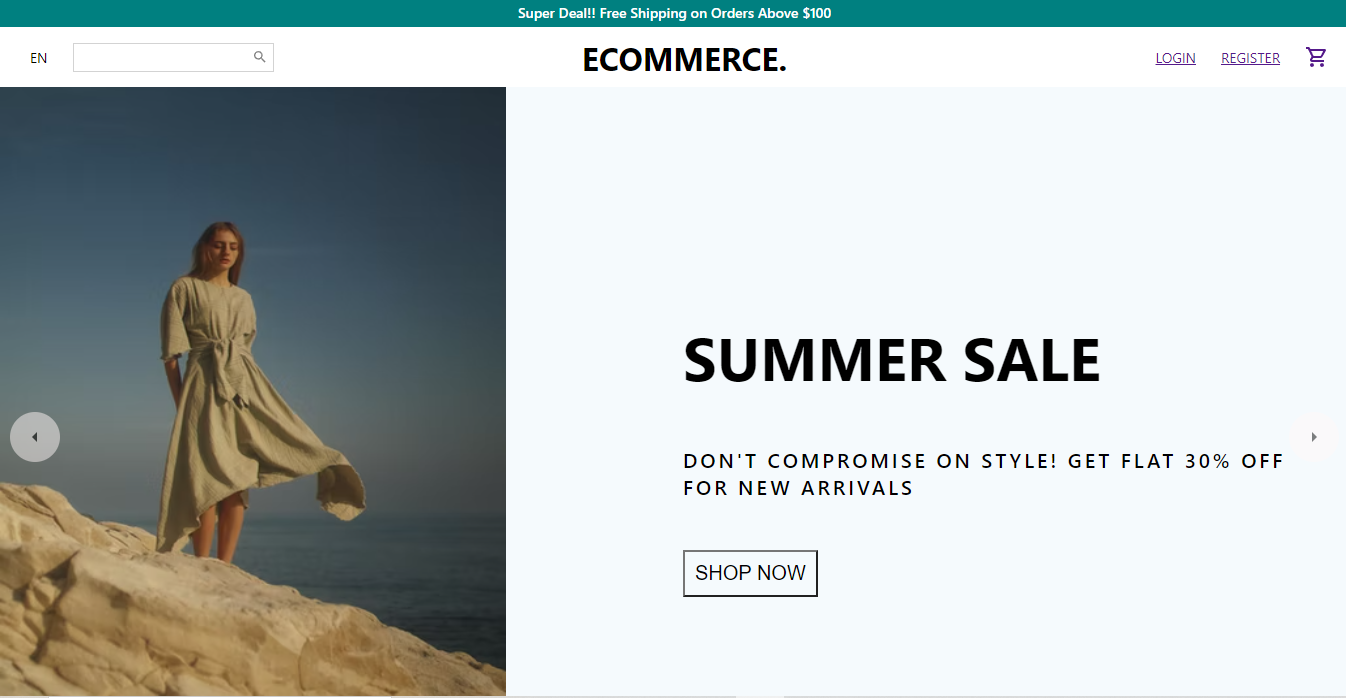 Super Deal!! Free Shipping on Orders Above $100
EN
ECOMMERCE.
LOGIN
REGISTER
SUMMER SALE
DON'T COMPROMISE ON STYLE! GET FLAT 30% OFF
FOR NEW ARRIVALS
SHOP NOW